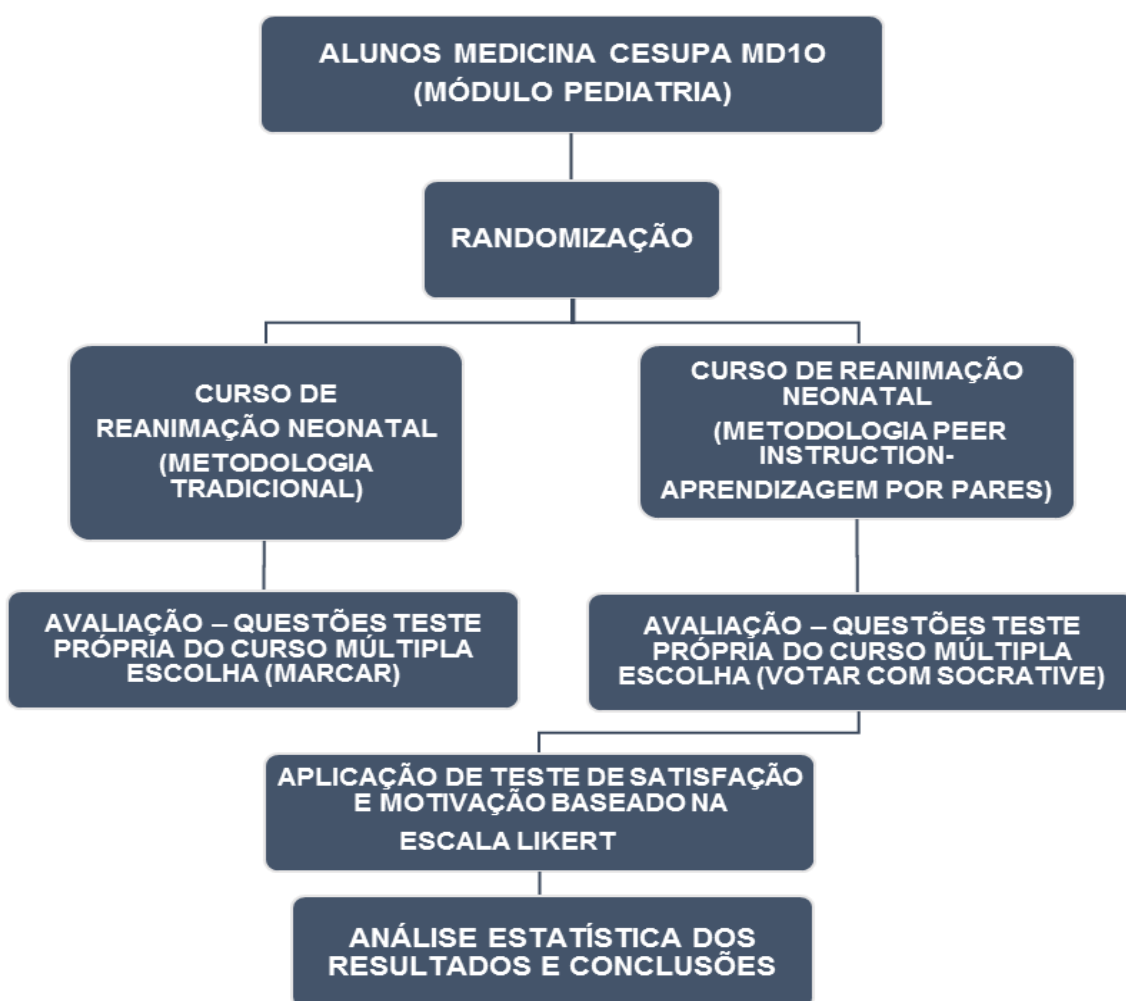 ALUNOS MEDICINA CESUPA MD1O
(MÓDULO PEDIATRIA)
RANDOMIZAÇÃO
CURSO DE
REANIMAÇÃO NEONATAL
(METODOLOGIA
TRADICIONAL)
CURSO DE REANIMAÇÃO
NEONATAL
(METODOLOGIA PEER
INSTRUCTION-
APRENDIZAGEM POR PARES)
AVALIAÇÃO – QUESTÕES TESTE
PRÓPRIA DO CURSO MÚLTIPLA
ESCOLHA (MARCAR)
AVALIAÇÃO – QUESTÕES TESTE
PRÓPRIA DO CURSO MÚLTIPLA
ESCOLHA (VOTAR COM SOCRATIVE)
APLICAÇÃO DE TESTE DE SATISFAÇÃO
E MOTIVAÇÃO BASEADO NA
ESCALA LIKERT
ANÁLISE ESTATÍSTICA DOS
RESULTADOS E CONCLUSÕES